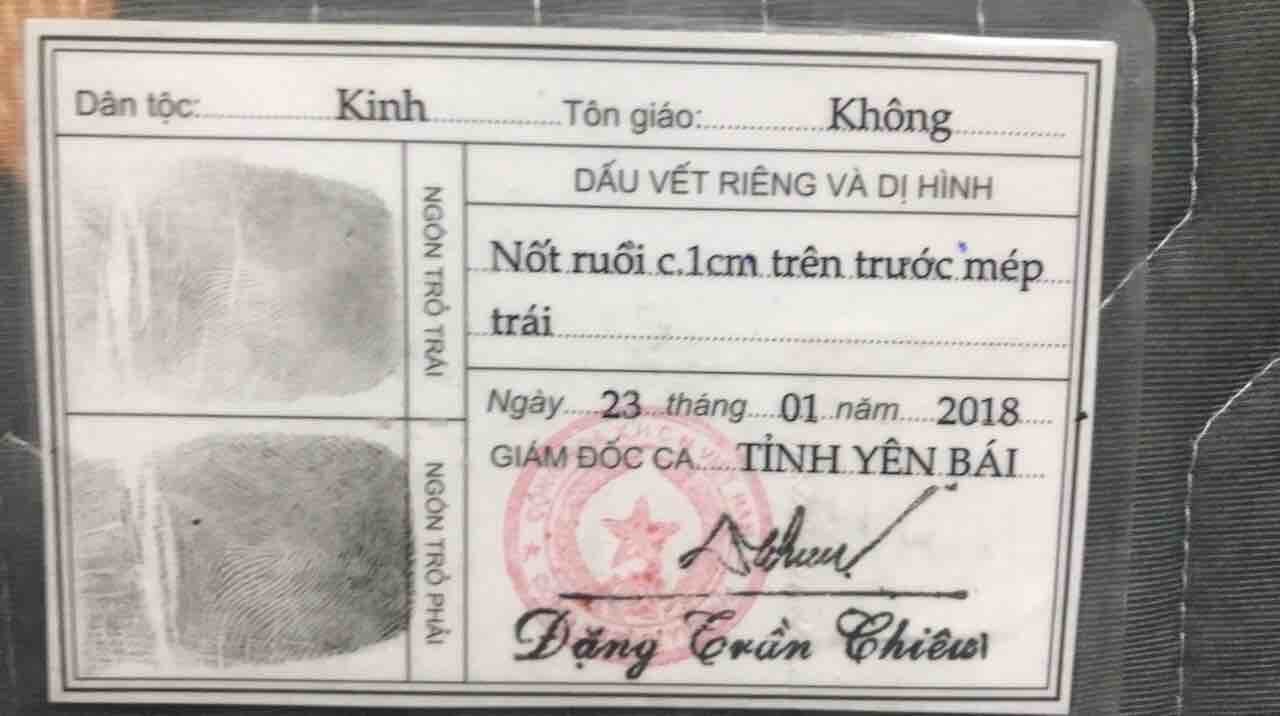 Dân tộc: Kinh Tôn giáo: Không
NGÓN TRỎ TRÁI
NGÓN TRỎ PHẢI
DẤU VẾT RIÊNG VÀ DỊ HÌNH
Nốt ruồi c.1cm trên trước mép
trái
Ngày 23 tháng 01 năm 2018
GIÁM ĐỐC CA TỈNH YÊN BÁI
Đặng Trần Chiêu